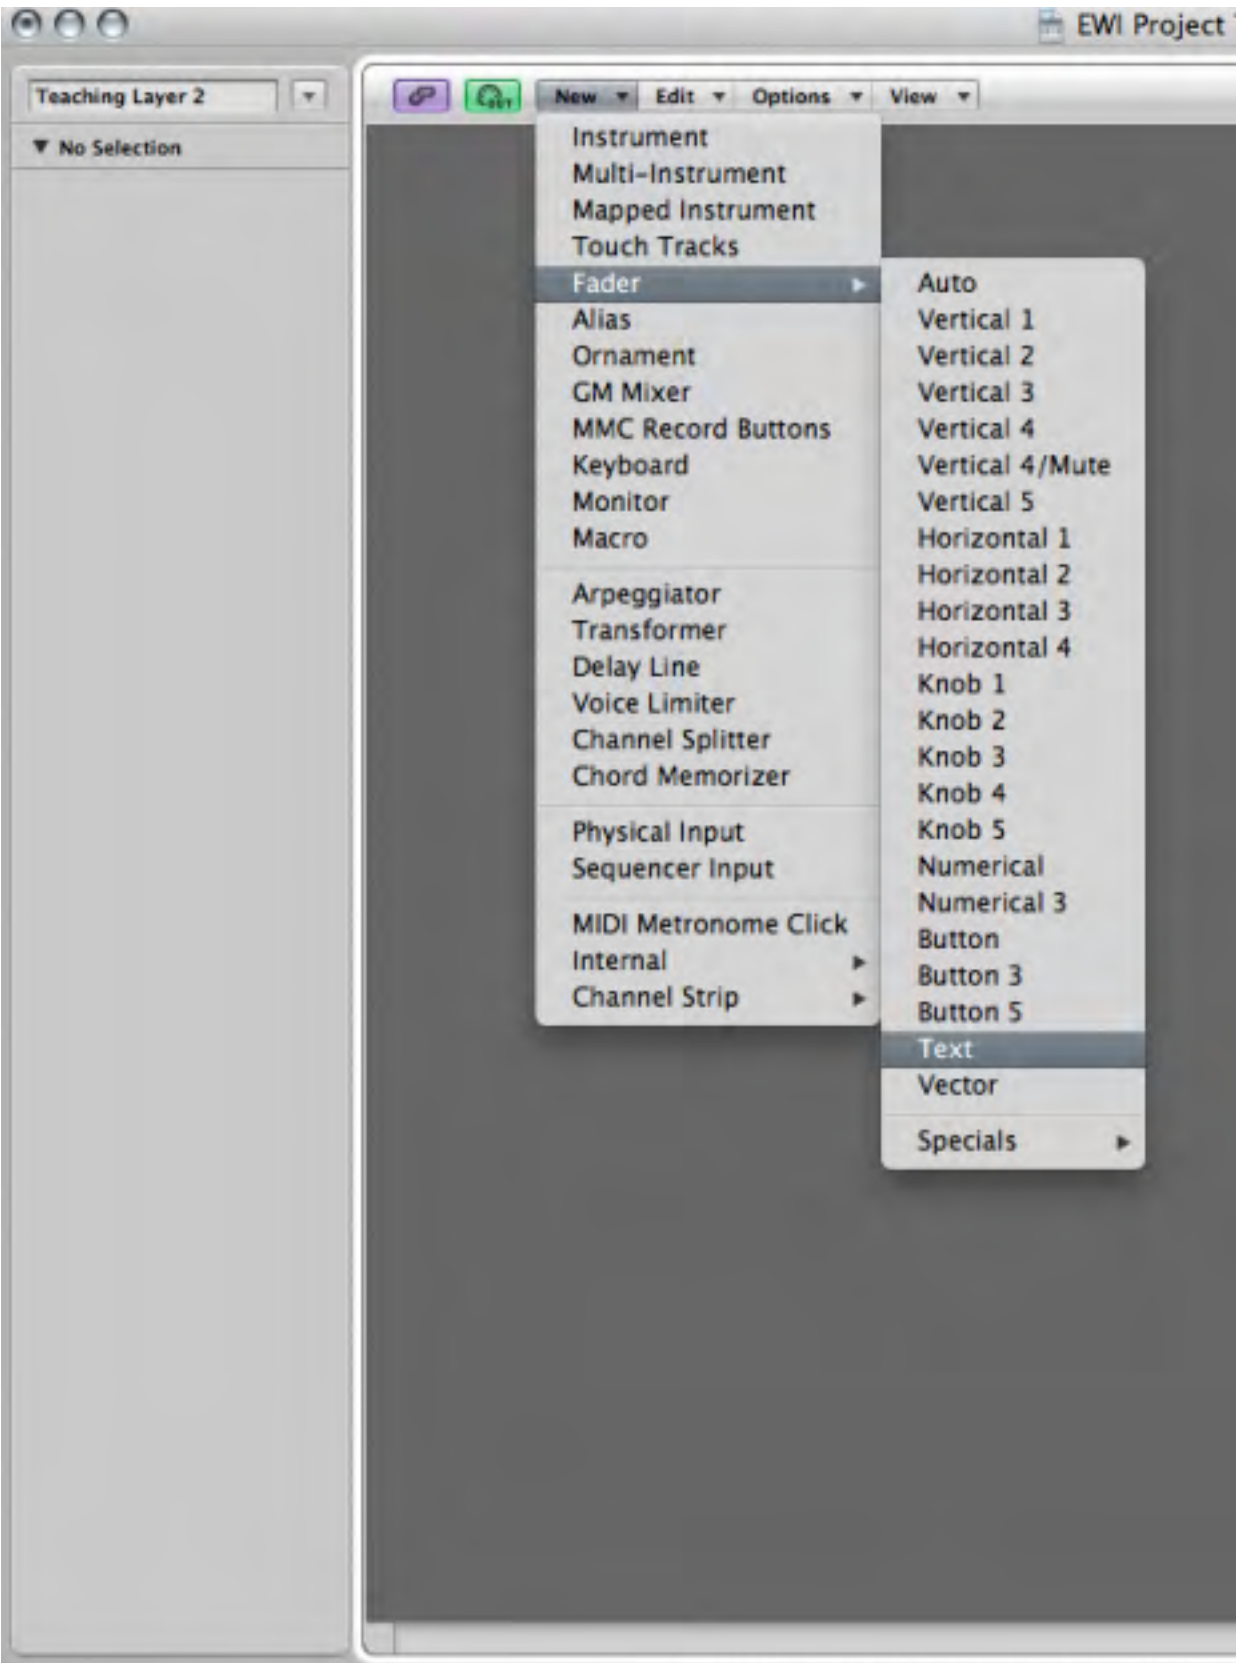 EWI Project
Teaching Layer 2
OUT
New Edit Options View
No Selection
Instrument
Multi-Instrument
Mapped Instrument
Touch Tracks
Fader
Alias
Ornament
GM Mixer
MMC Record Buttons
Keyboard
Monitor
Macro
Arpeggiator
Transformer
Delay Line
Voice Limiter
Channel Splitter
Chord Memorizer
Physical Input
Sequencer Input
MIDI Metronome Click
Internal
Channel Strip
Auto
Vertical 1
Vertical 2
Vertical 3
Vertical 4
Vertical 4/Mute
Vertical 5
Horizontal 1
Horizontal 2
Horizontal 3
Horizontal 4
Knob 1
Knob 2
Knob 3
Knob 4
Knob 5
Numerical
Numerical 3
Button
Button 3
Button 5
Text
Vector
Specials